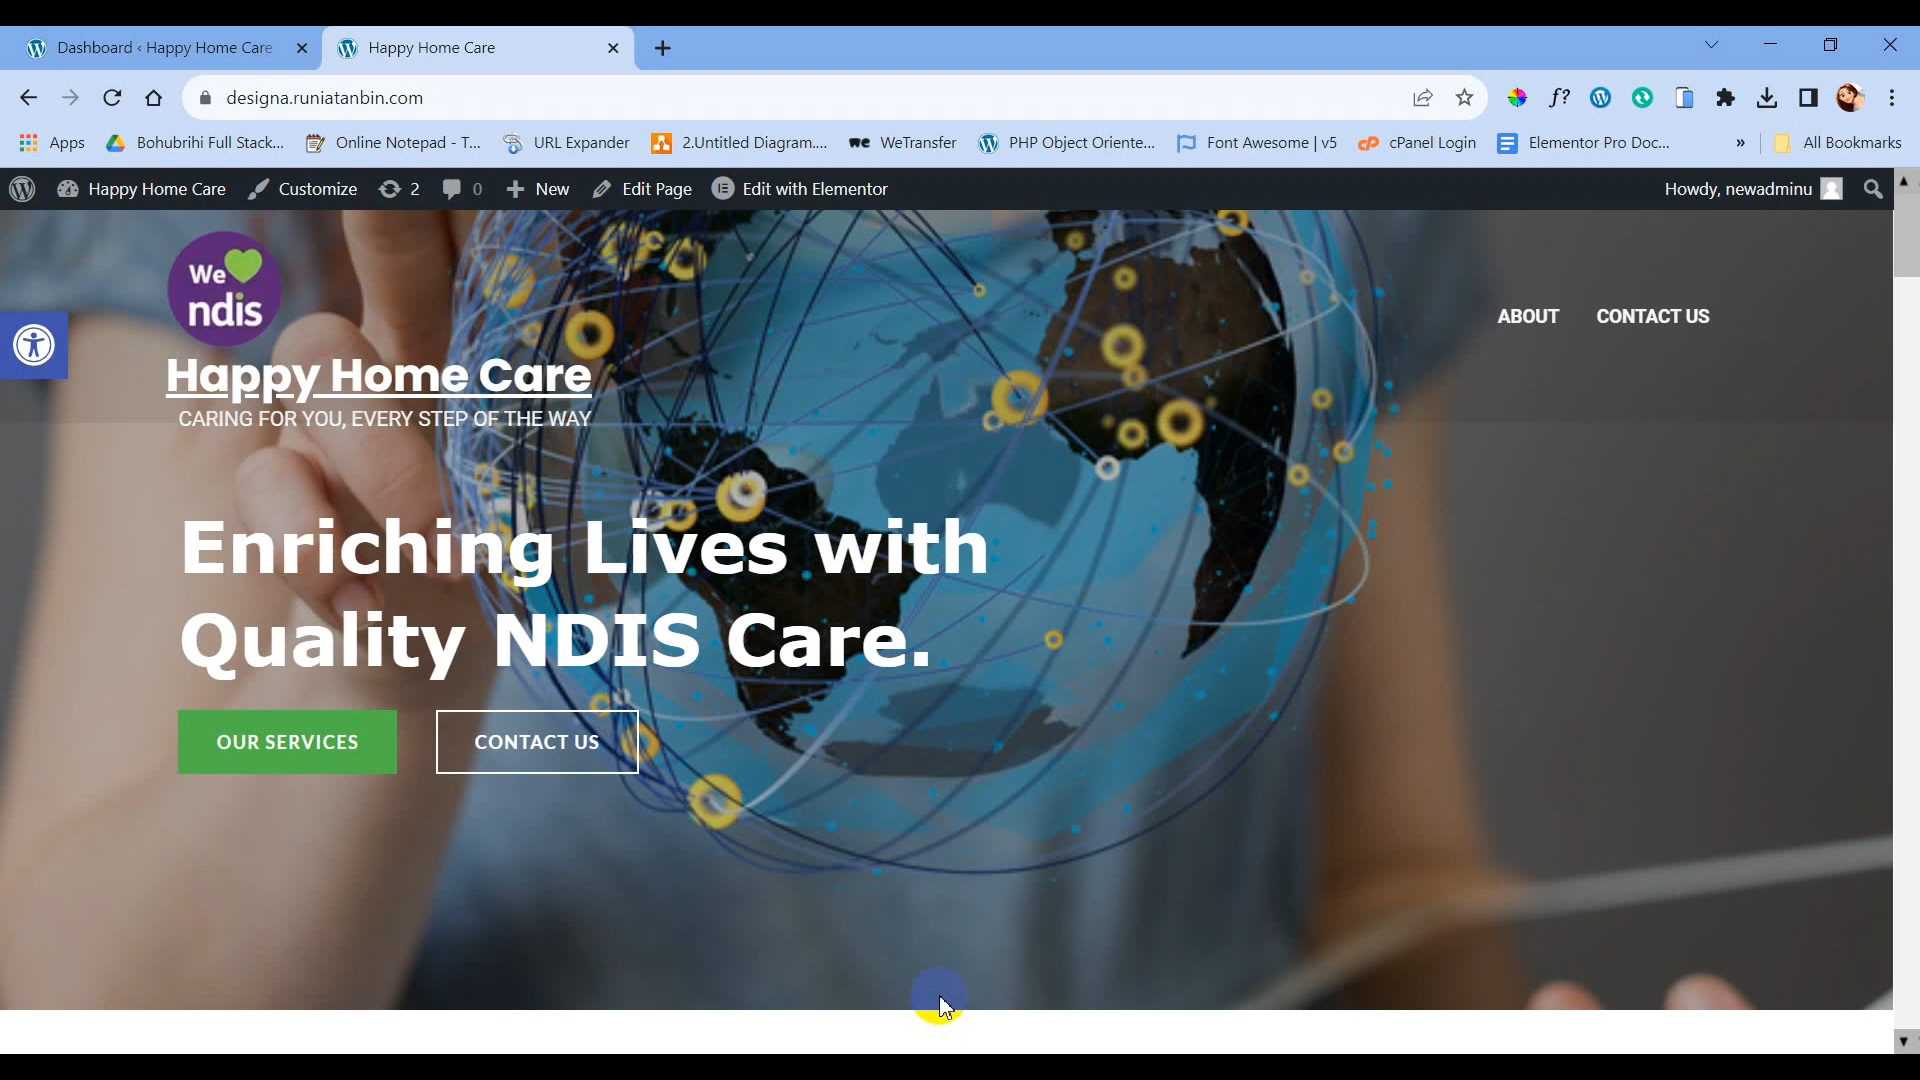 Dashboard ‹ Happy Home Care
Happy Home Care
designa.runiatanbin.com
f?
Apps
Bohubrihi Full Stack...
Online Notepad - T...
URL Expander
2.Untitled Diagram....
WeTransfer
PHP Object Oriente...
Font Awesome | v5
cPanel Login
Elementor Pro Doc...
»
All Bookmarks
Happy Home Care
Customize
2
0
New
Edit Page
Edit with Elementor
Howdy, newadminu
We
ndis
ABOUT
CONTACT US
Happy Home Care
CARING FOR YOU, EVERY STEP OF THE WAY
Enriching Lives with
Quality NDIS Care.
OUR SERVICES
CONTACT US